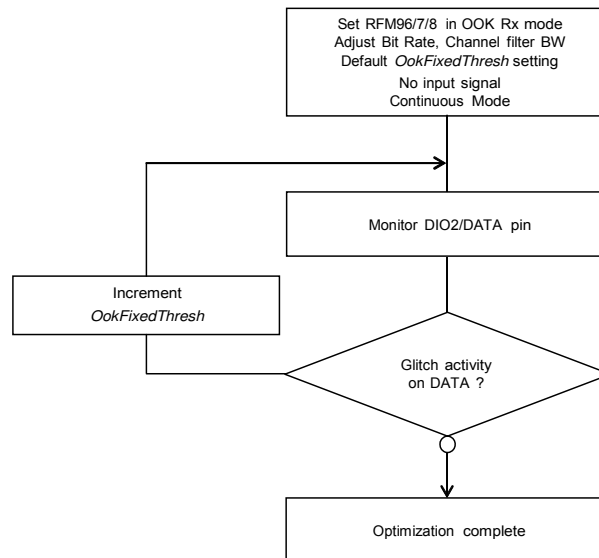 Set RFM96/7/8 in OOK Rx mode
Adjust Bit Rate, Channel filter BW
Default OokFixedThresh setting
No input signal
Continuous Mode
Monitor DIO2/DATA pin
Increment
OokFixedThresh
Glitch activity
on DATA ?
Optimization complete